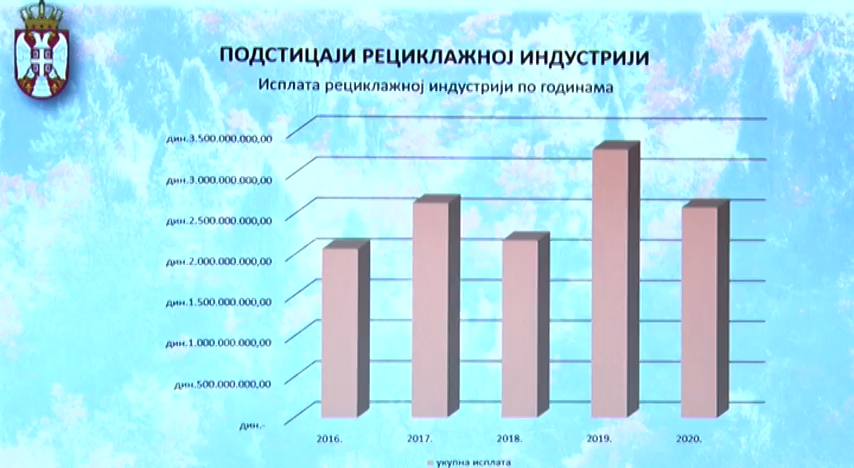 ПОДСТИЦАЈИ РЕЦИКЛАЖНОЈ ИНДУСТРИЈИ
Исплата рециклажној индустрији по годинама
дин.3.500.000.000,00
дин.3.000.000.000,00
дин.2.500.000.000,00
дин.2.000.000.000,00
дин.1.500.000.000,00
дин.1.000.000.000,00
дин.500.000.000,00
дин.-
2016. 2017. 2018. 2019. 2020.
укупна исплата